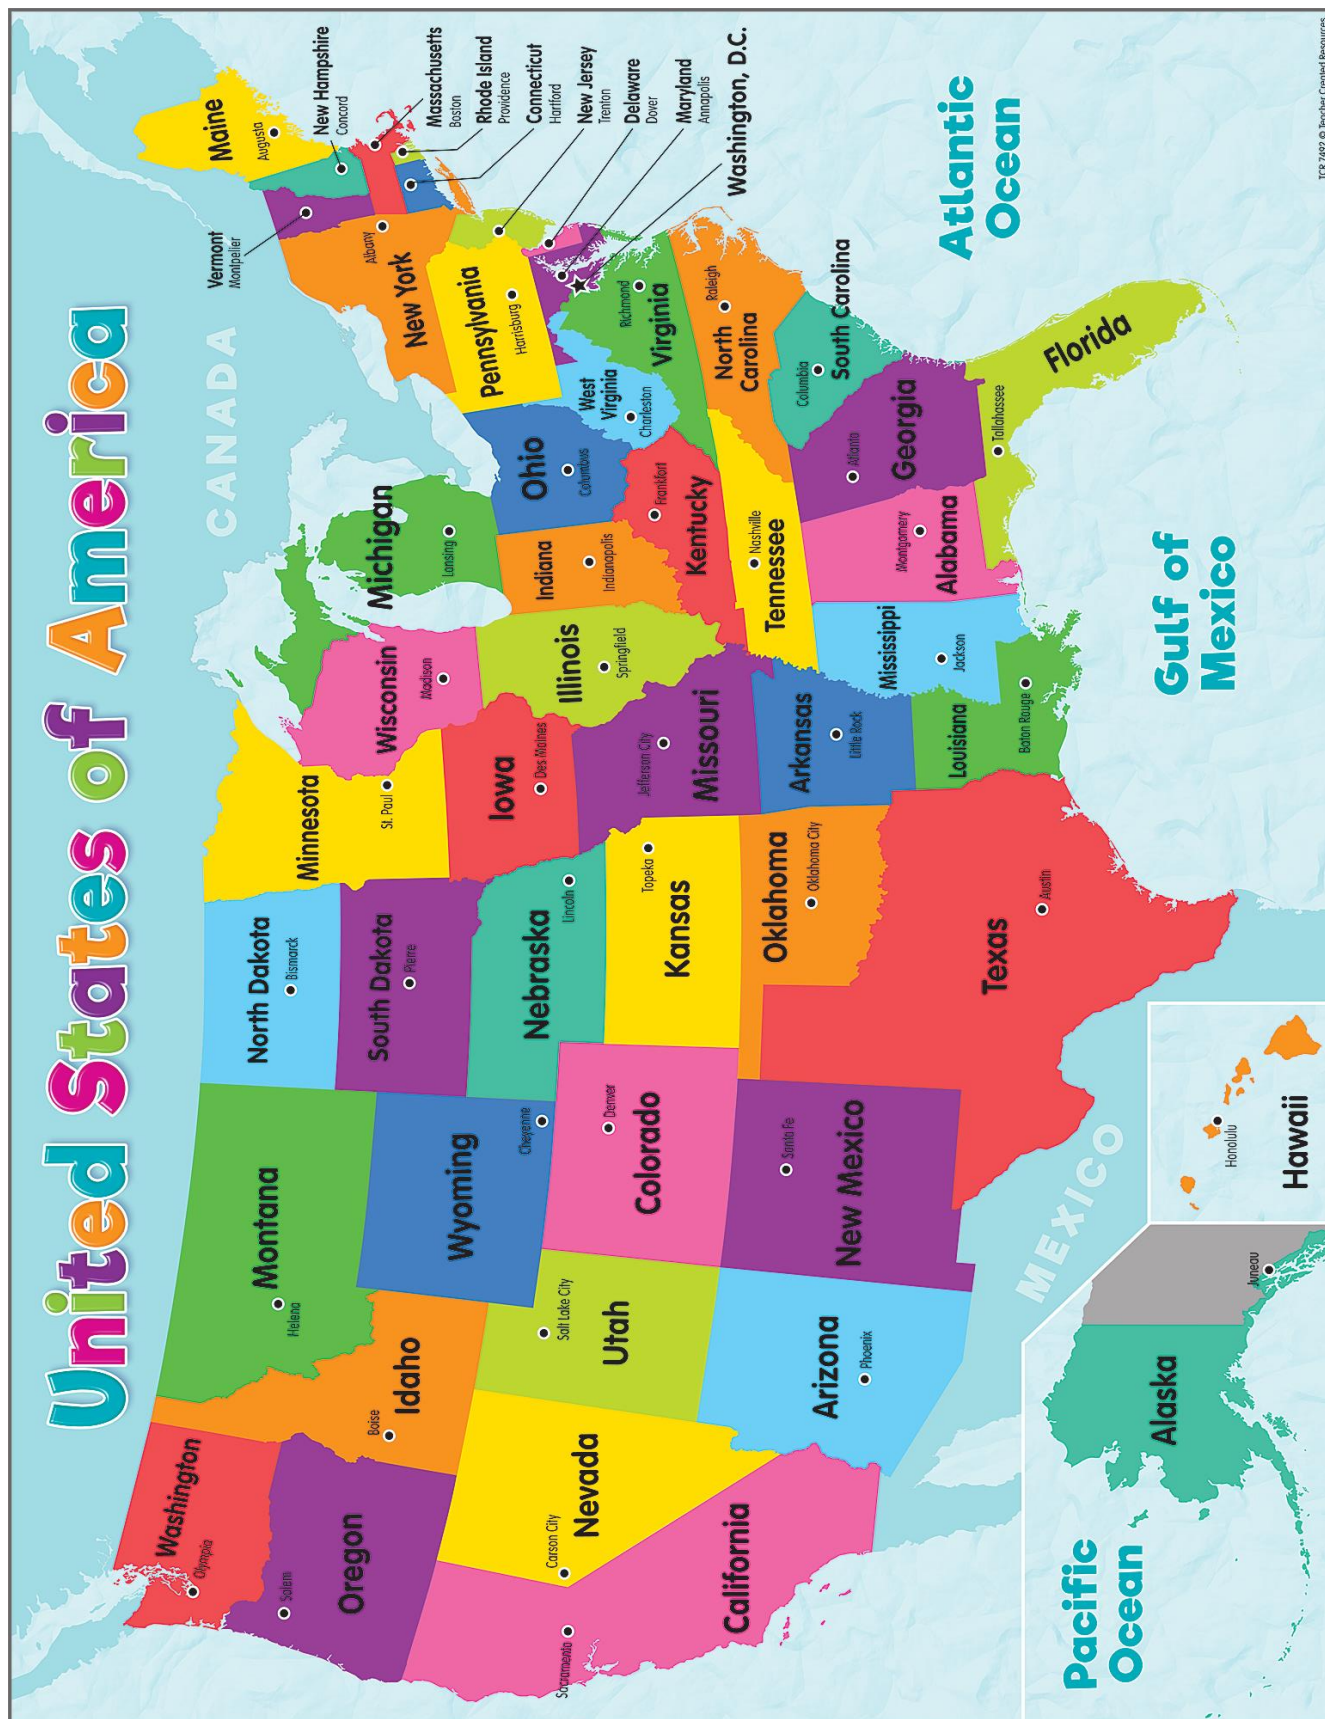 United States of America
CANADA
Washington
Olympia
Oregon
Salem
California
Sacramento
Nevada
Carson City
Idaho
Boise
Montana
Helena
Wyoming
Cheyenne
Utah
Salt Lake City
Arizona
Phoenix
Colorado
Denver
New Mexico
Santa Fe
North Dakota
Bismarck
South Dakota
Pierre
Nebraska
Lincoln
Kansas
Topeka
Oklahoma
Oklahoma City
Texas
Austin
Minnesota
St. Paul
Iowa
Des Moines
Missouri
Jefferson City
Arkansas
Little Rock
Louisiana
Baton Rouge
Wisconsin
Madison
Illinois
Springfield
Michigan
Lansing
Indiana
Indianapolis
Ohio
Columbus
Kentucky
Frankfort
Tennessee
Nashville
Mississippi
Jackson
Alabama
Montgomery
Georgia
Atlanta
Florida
Tallahassee
South Carolina
Columbia
North
Carolina
Raleigh
Virginia
Richmond
West
Virginia
Charleston
Pennsylvania
Harrisburg
New York
Albany
Vermont
Montpelier
Maine
Augusta
New Hampshire
Concord
Massachusetts
Boston
Rhode Island
Providence
Connecticut
Hartford
New Jersey
Trenton
Delaware
Dover
Maryland
Annapolis
Washington, D.C.
Atlantic
Ocean
Gulf of
Mexico
MEXICO
Pacific
Ocean
Alaska
Juneau
Hawaii
Honolulu
TCR 7492 © Teacher Created Resources